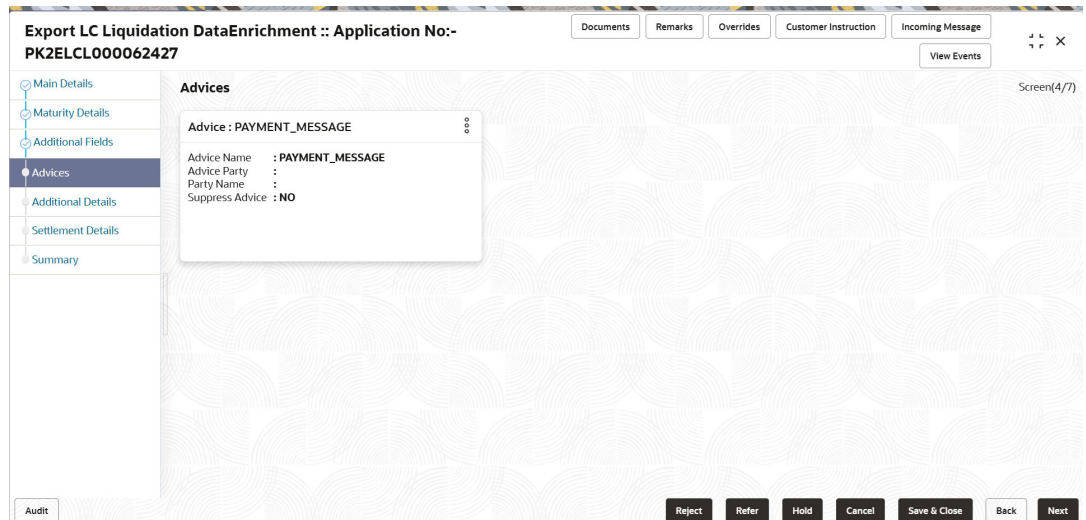 Export LC Liquidation DataEnrichment :: Application No:-
PK2ELCL000062427
Documents
Remarks
Overrides
Customer Instruction
Incoming Message
View Events
Main Details
Maturity Details
Additional Fields
Advices
Additional Details
Settlement Details
Summary
Advices
Screen(4/7)
Advice : PAYMENT_MESSAGE
Advice Name : PAYMENT_MESSAGE
Advice Party :
Party Name :
Suppress Advice : NO
Audit
Reject
Refer
Hold
Cancel
Save & Close
Back
Next